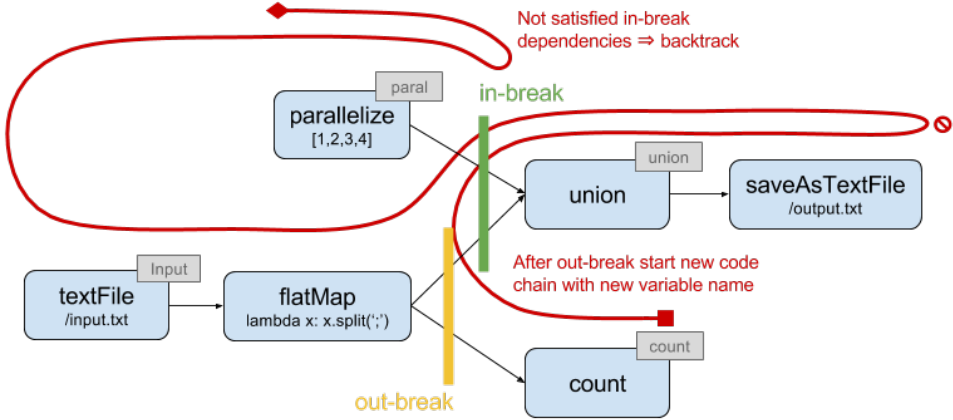 Not satisfied in-break
dependencies ⇒ backtrack
paral
parallelize
[1,2,3,4]
in-break
union
union
saveAsTextFile
/output.txt
Input
textFile
/input.txt
flatMap
lambda x: x.split(‘;’)
After out-break start new code
chain with new variable name
count
count
out-break